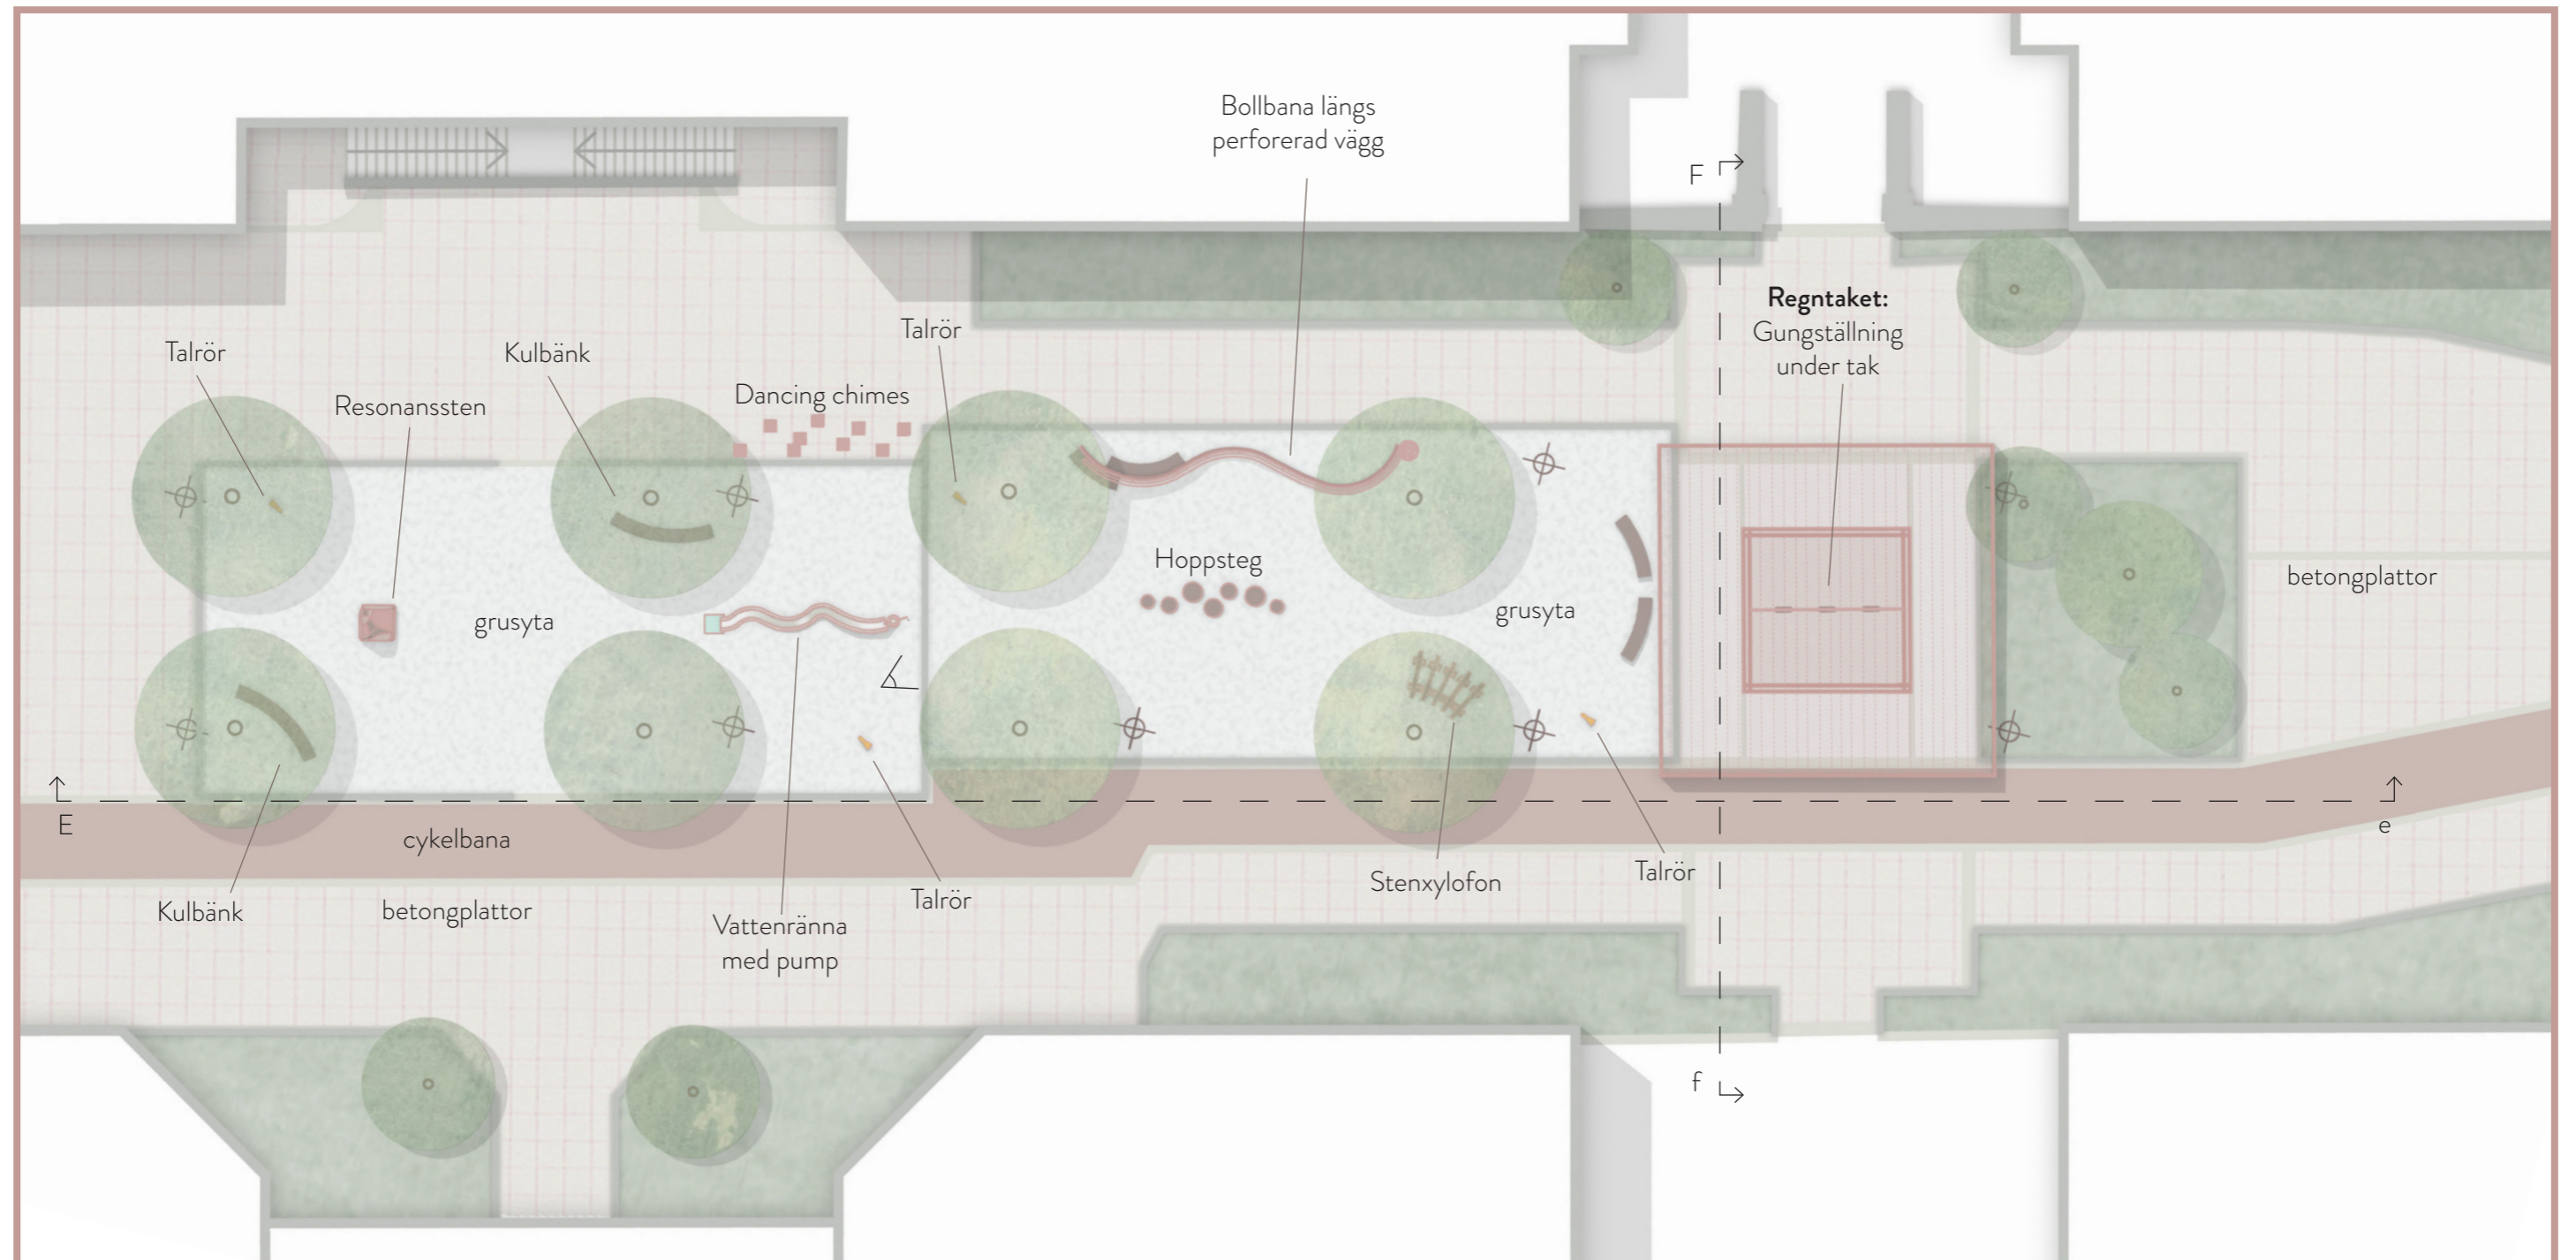 Bollbana längs
perforerad vägg
F
Regntaket:
Gungställning
under tak
Talrör
Talrör
Kulbänk
Resonanssten
Dancing chimes
Hoppsteg
grusyta
grusyta
betongplattor
E
cykelbana
e
Kulbänk
betongplattor
Vattenränna
med pump
Talrör
Stenxylofon
Talrör
f